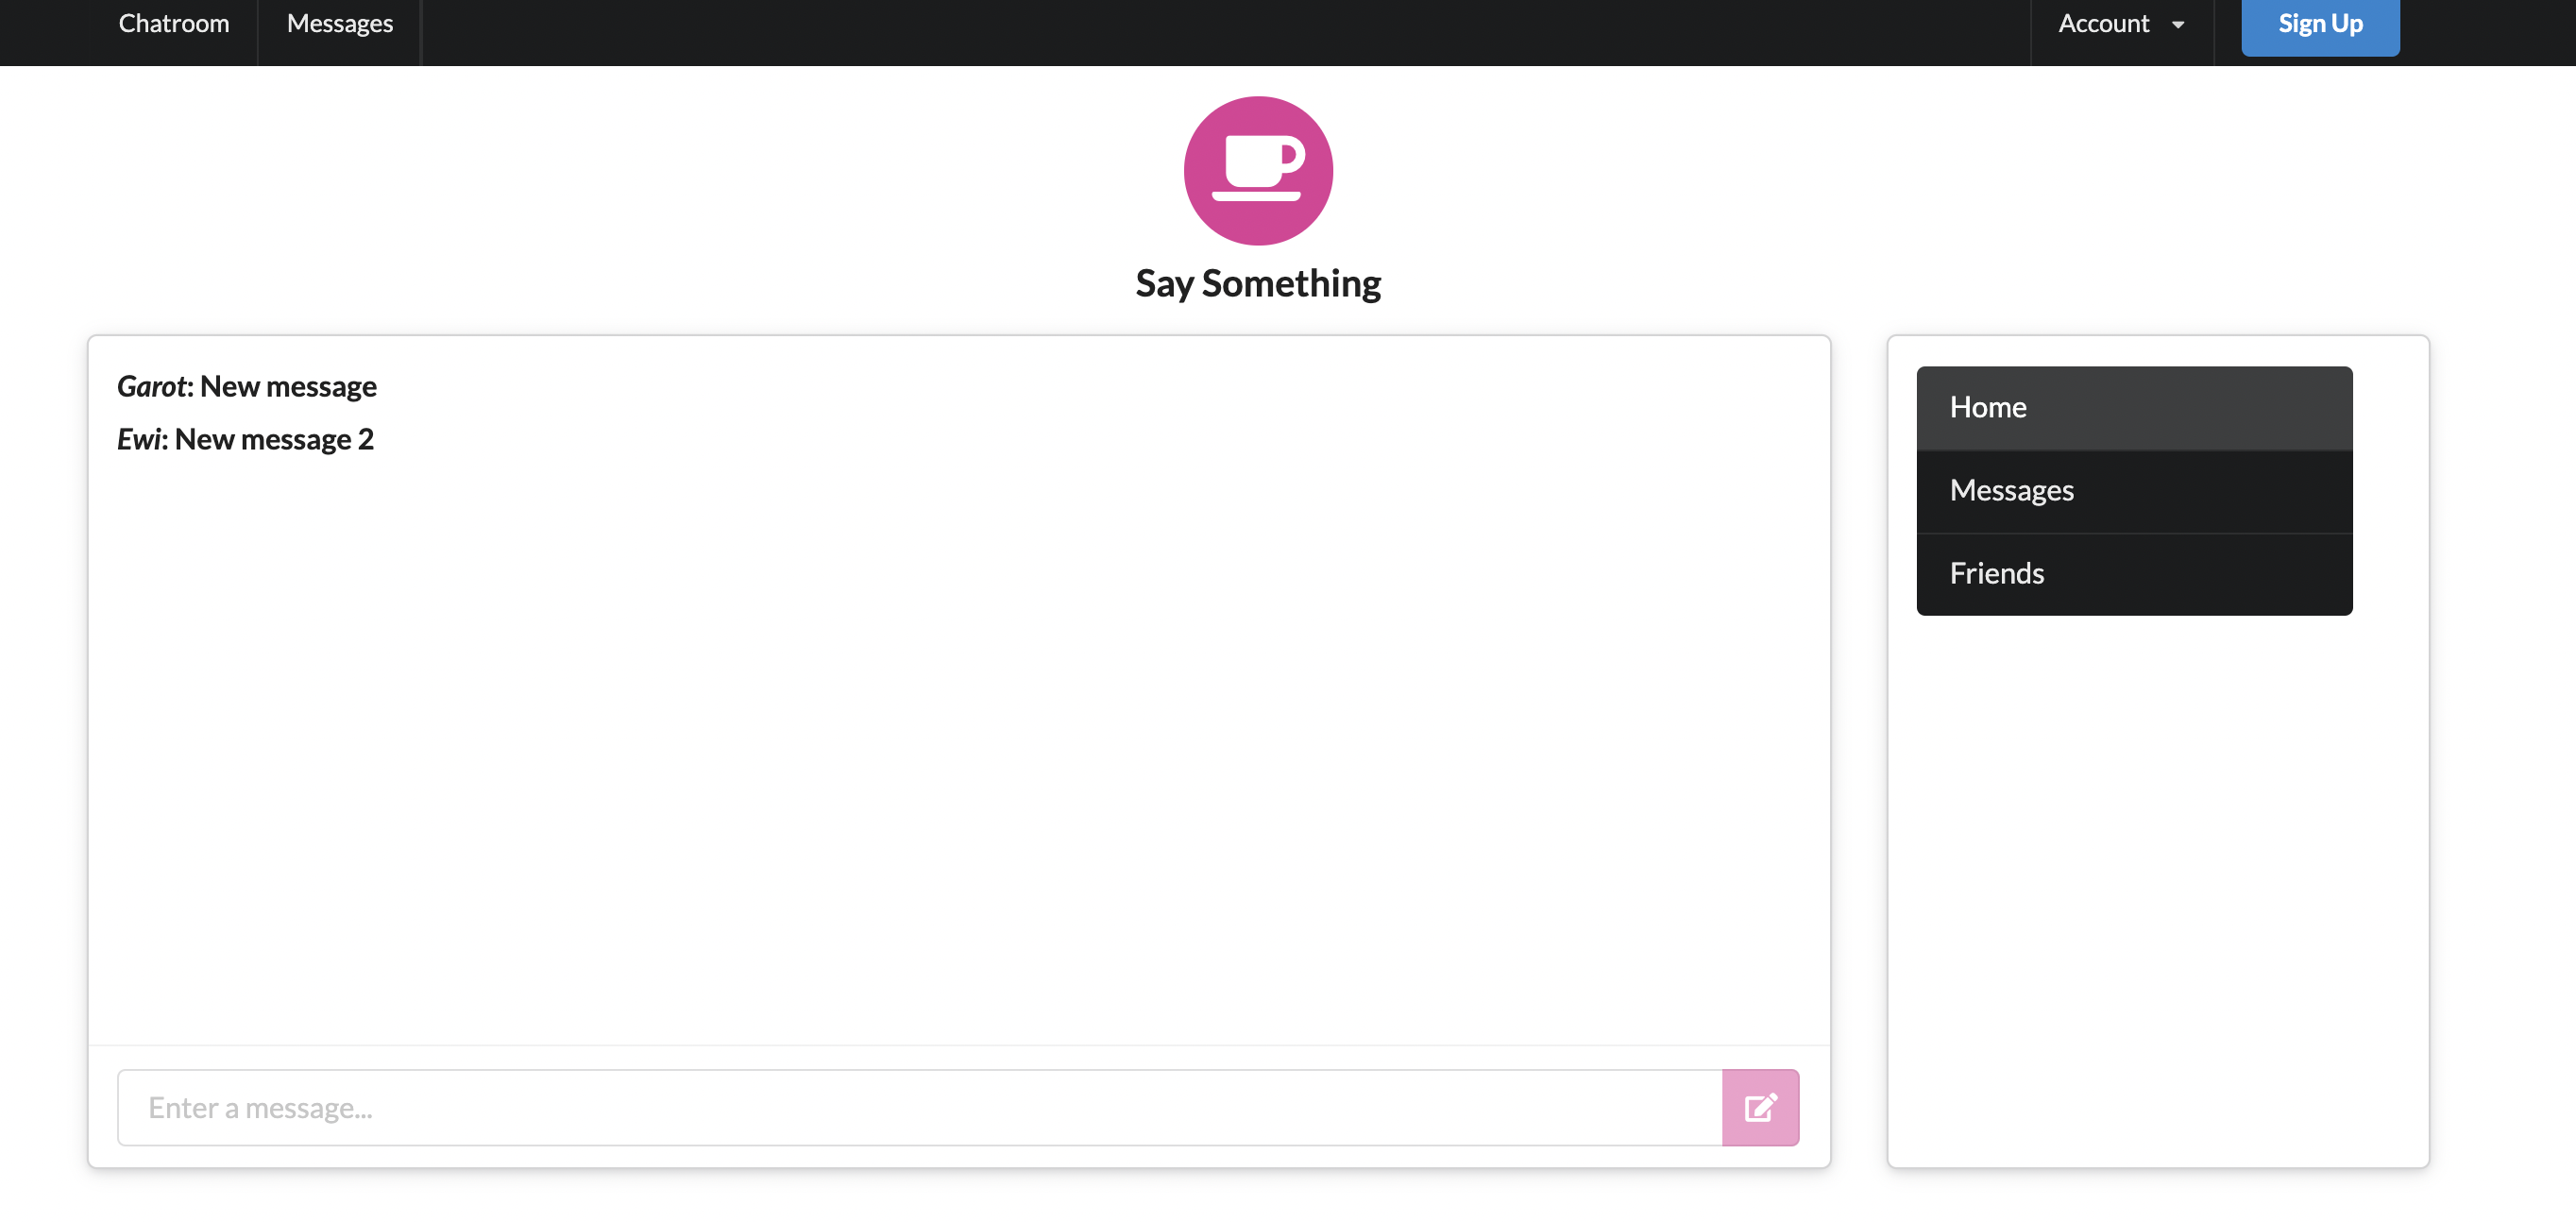 Chatroom Messages Account Sign Up
Say Something
Garot: New message
Ewi: New message 2
Enter a message...
Home
Messages
Friends